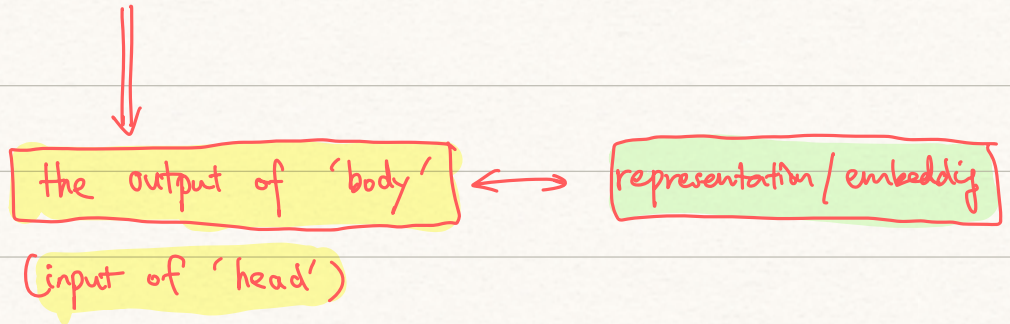 the output of 'body' representation/embeddig
(input of 'head')